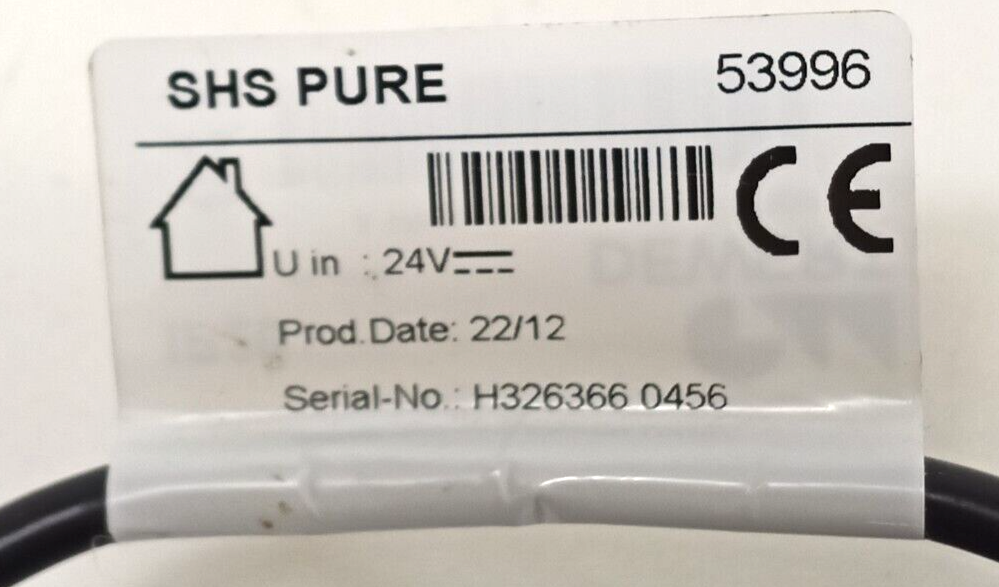 SHS PURE 53996
CE
U in : 24V
Prod.Date: 22/12
Serial-No.: H326366 0456